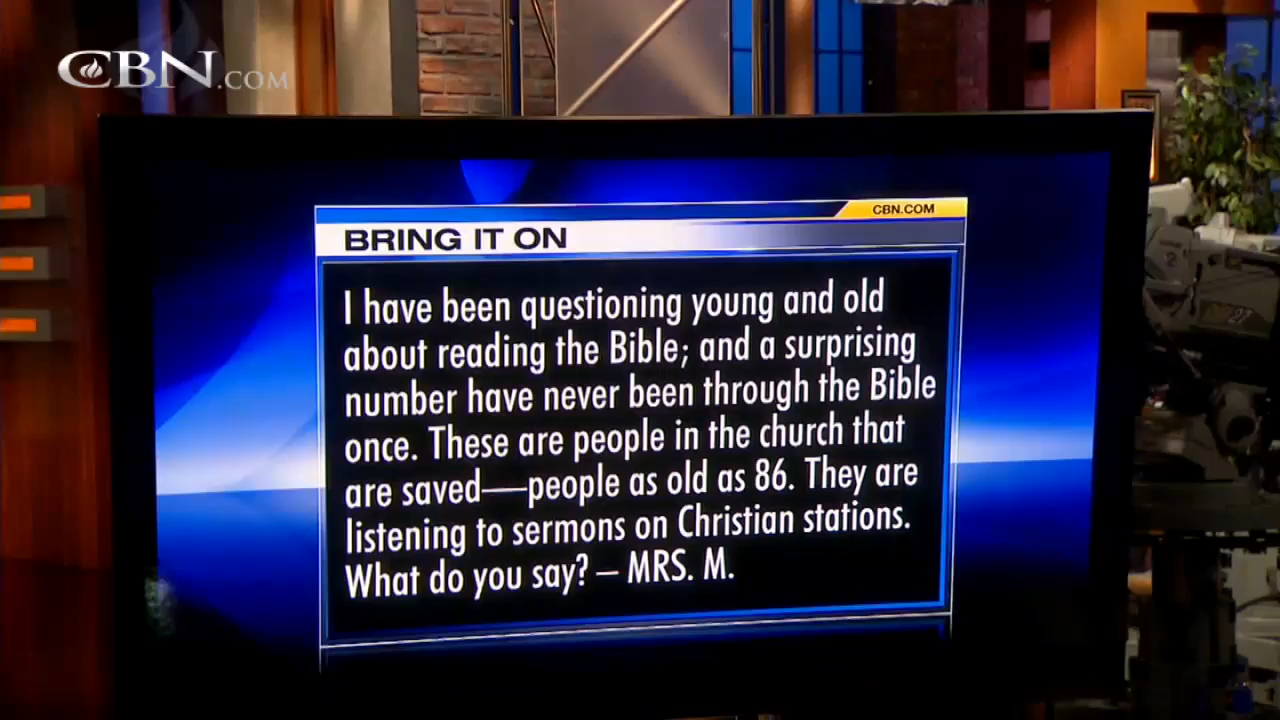 CBN.COM
CBN.COM
BRING IT ON
I have been questioning young and old
about reading the Bible; and a surprising
number have never been through the Bible
once. These are people in the church that
are saved—people as old as 86. They are
listening to sermons on Christian stations.
What do you say? – MRS. M.
27